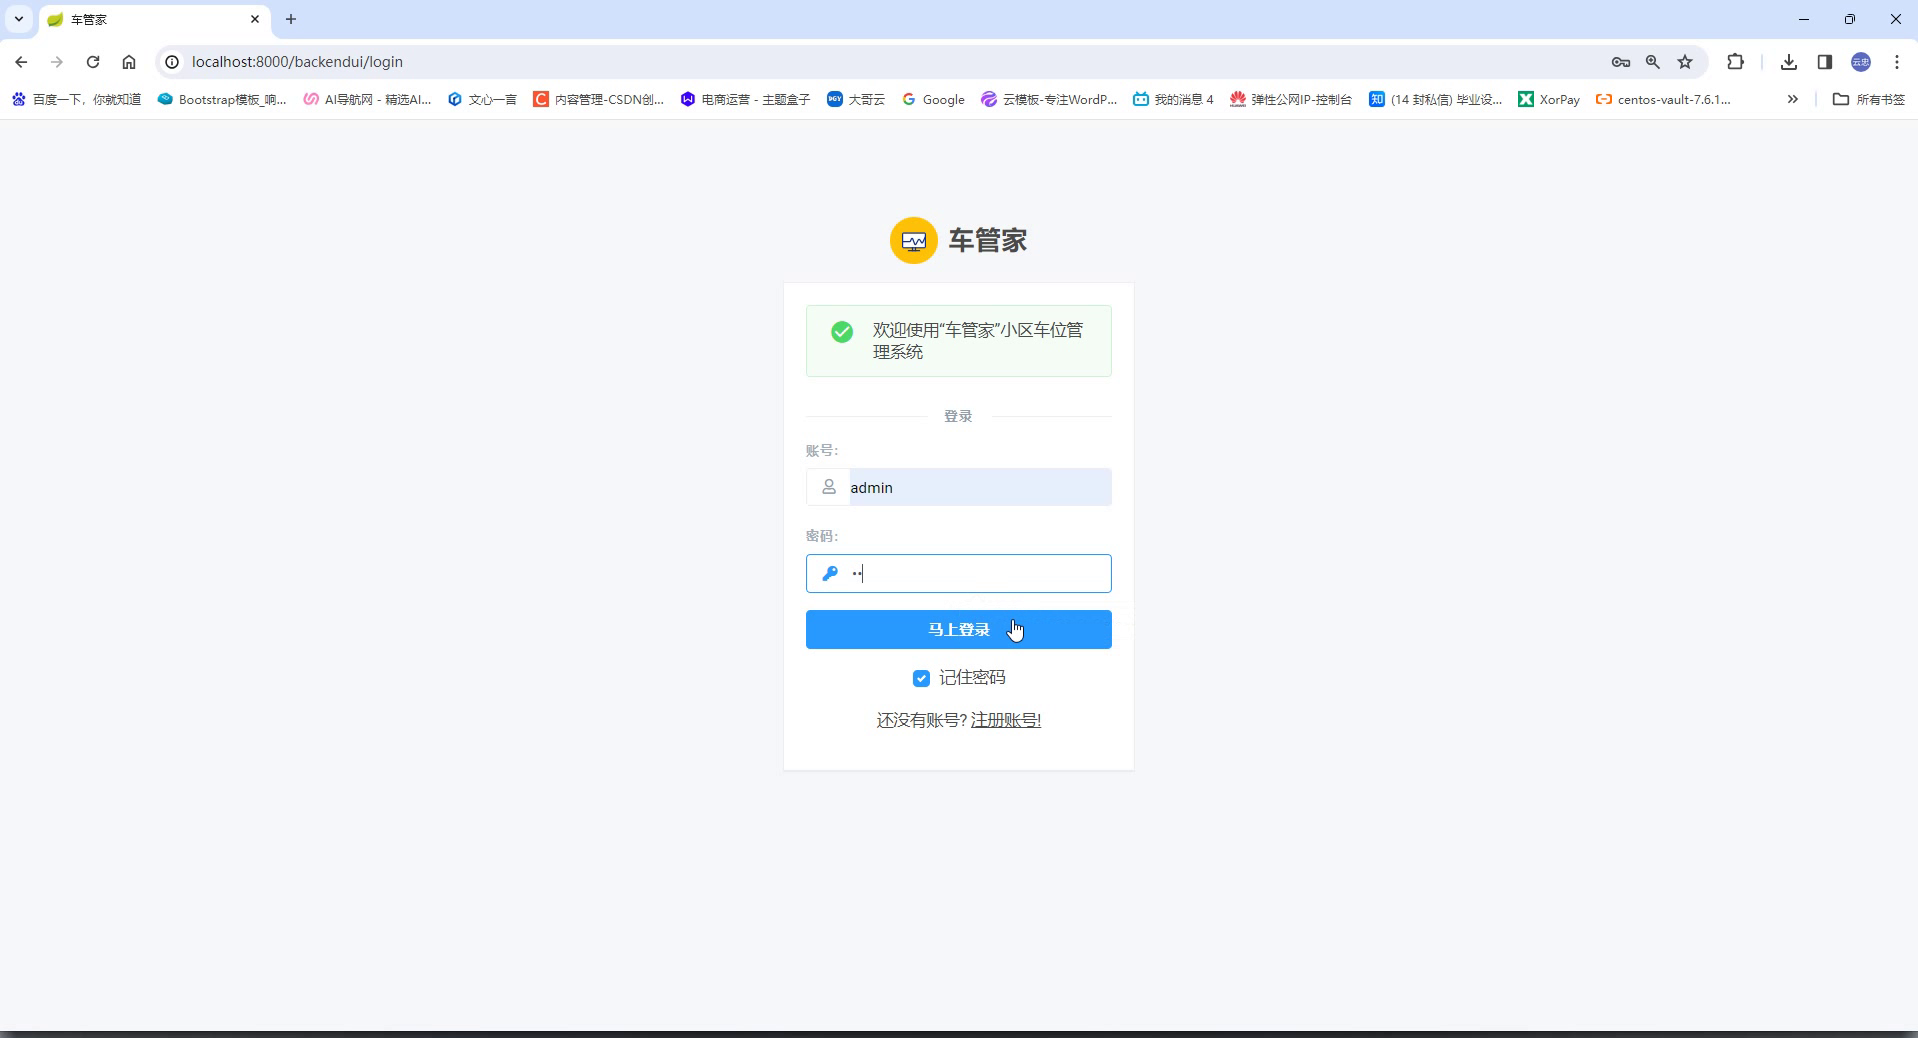 车管家
localhost:8000/backendui/login
云忠
百度一下，你就知道
Bootstrap模板_响...
AI导航网 - 精选AI...
文心一言
C 内容管理-CSDN创...
电商运营 - 主题盒子
DGY 大哥云
Google
云模板-专注WordP...
我的消息 4
弹性公网IP-控制台
知 (14 封私信) 毕业设...
XorPay
centos-vault-7.6.1...
所有书签
车管家
欢迎使用“车管家”小区车位管
理系统
登录
账号:
admin
密码:
马上登录
记住密码
还没有账号? 注册账号!